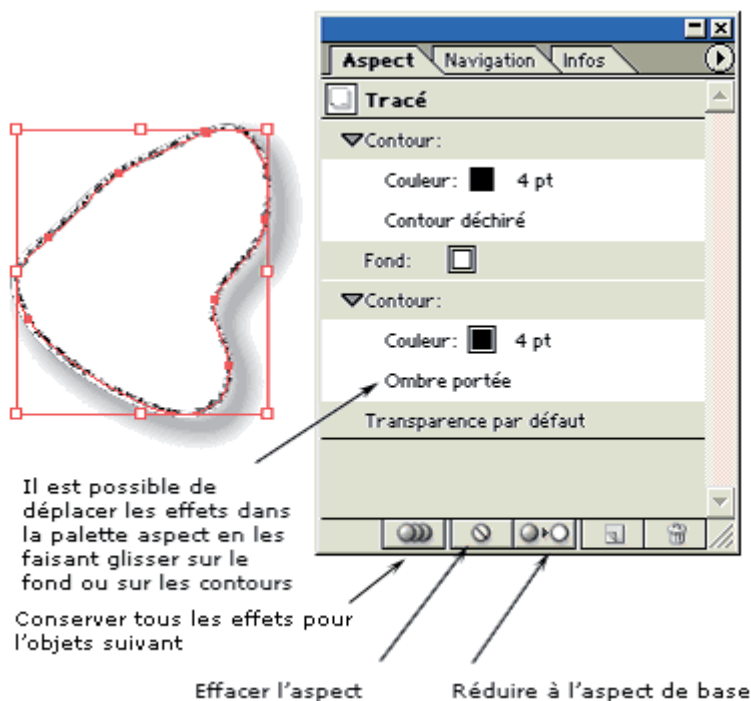 Aspect Navigation Infos
Tracé
Contour:
Couleur: 4 pt
Contour déchiré
Fond:
Contour:
Couleur: 4 pt
Ombre portée
Transparence par défaut
Il est possible de
déplacer les effets dans
la palette aspect en les
faisant glisser sur le
fond ou sur les contours
Conserver tous les effets pour
l'objets suivant
Effacer l'aspect
Réduire à l'aspect de base